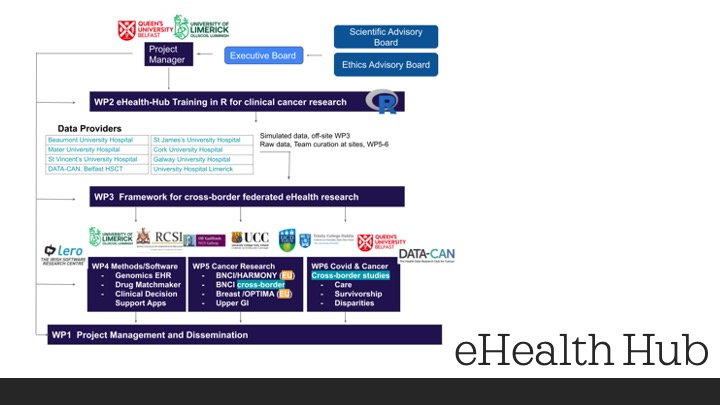 QUEEN'S
UNIVERSITY
BELFAST
UNIVERSITY OF
LIMERICK
OLLSCOIL LUIMNIGH
Project
Manager
Executive Board
Scientific Advisory
Board
Ethics Advisory Board
WP2 eHealth-Hub Training in R for clinical cancer research
R
Data Providers
Beaumont University Hospital
St James's University Hospital
Mater University Hospital
Cork University Hospital
St Vincent's University Hospital
Galway University Hospital
DATA-CAN, Belfast HSCT
University Hospital Limerick
Simulated data, off-site WP3
Raw data, Team curation at sites, WP5-6
WP3 Framework for cross-border federated eHealth research
UNIVERSITY OF
LIMERICK
OLLSCOIL LUIMNIGH
RCSI
UCC
UCD
DUBLIN
Trinity College Dublin
QUEEN'S
UNIVERSITY
BELFAST
lero
THE IRISH SOFTWARE
RESEARCH CENTRE
DATA-CAN
WP4 Methods/Software
- Genomics EHR
- Drug Matchmaker
- Clinical Decision
Support Apps
WP5 Cancer Research
- BNCI/HARMONY (EU)
- BNCI cross-border
- Breast /OPTIMA (EU)
- Upper GI
WP6 Covid & Cancer
Cross-border studies
- Care
- Survivorship
- Disparities
WP1 Project Management and Dissemination
eHealth Hub